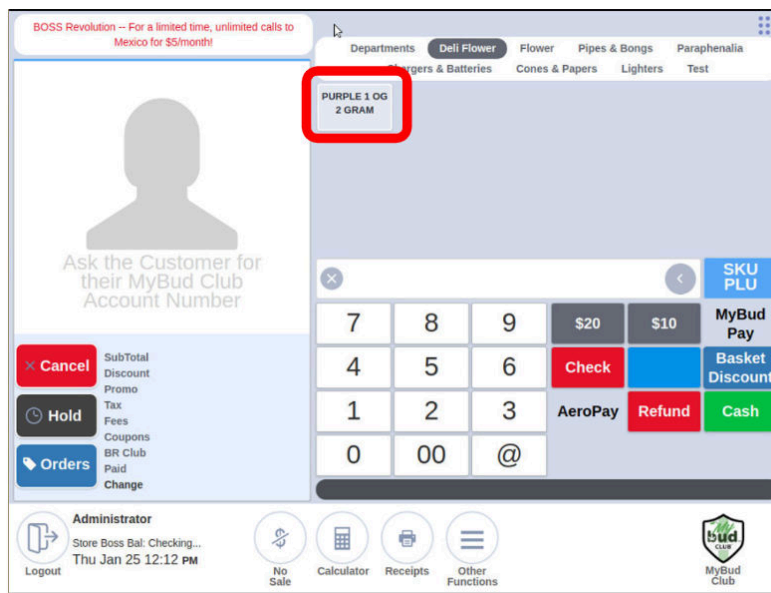 BOSS Revolution -- For a limited time, unlimited calls to
Mexico for $5/month!
Departments Deli Flower Flower Pipes & Bongs Paraphenalia
Chargers & Batteries Cones & Papers Lighters Test
PURPLE 1 OG
2 GRAM
Ask the Customer for
their MyBud Club
Account Number
SKU
PLU
7 8 9 $20 $10 MyBud
Pay
4 5 6 Check Basket
Discount
1 2 3 AeroPay Refund Cash
0 00 @
Cancel
Hold
Orders
SubTotal
Discount
Promo
Tax
Fees
Coupons
BR Club
Paid
Change
Administrator
Store Boss Bal: Checking...
Thu Jan 25 12:12 PM
Logout
No
Sale
Calculator
Receipts
Other
Functions
My
bud
CLUB
MyBud
Club